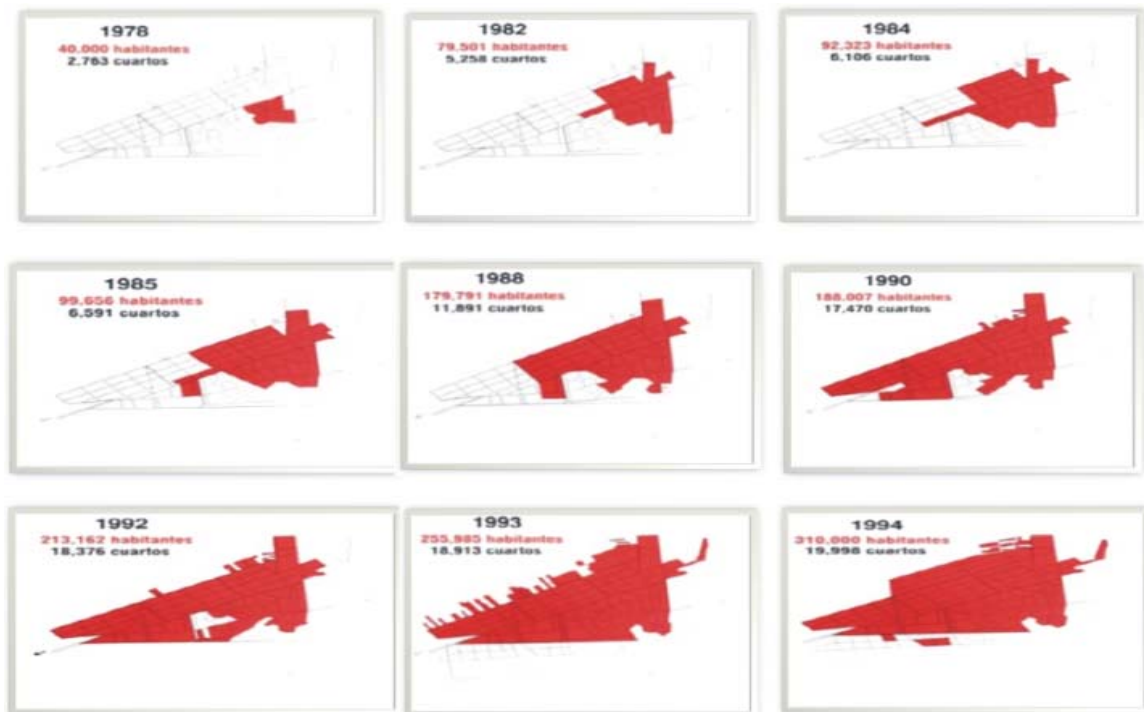 1978
40,000 habitantes
2,763 cuartos
1982
79,501 habitantes
5,258 cuartos
1984
92,323 habitantes
6,106 cuartos
1985
99,656 habitantes
6,591 cuartos
1988
179,791 habitantes
11,891 cuartos
1990
188,007 habitantes
17,470 cuartos
1992
213,162 habitantes
18,376 cuartos
1993
255,985 habitantes
18,913 cuartos
1994
310,000 habitantes
19,998 cuartos